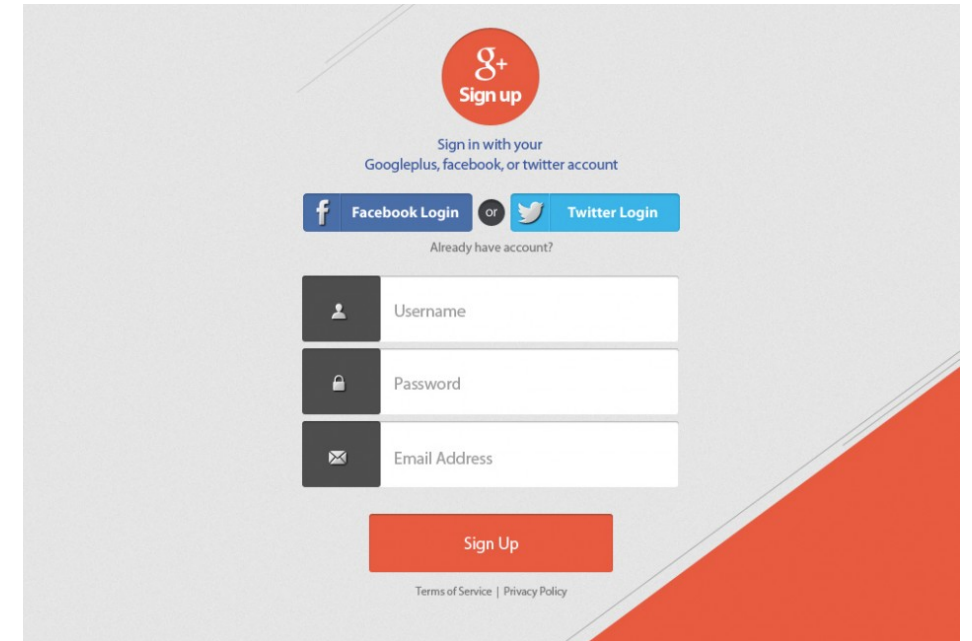 g+
Sign up
Sign in with your
Googleplus, facebook, or twitter account
f Facebook Login or Twitter Login
Already have account?
Username
Password
Email Address
Sign Up
Terms of Service | Privacy Policy